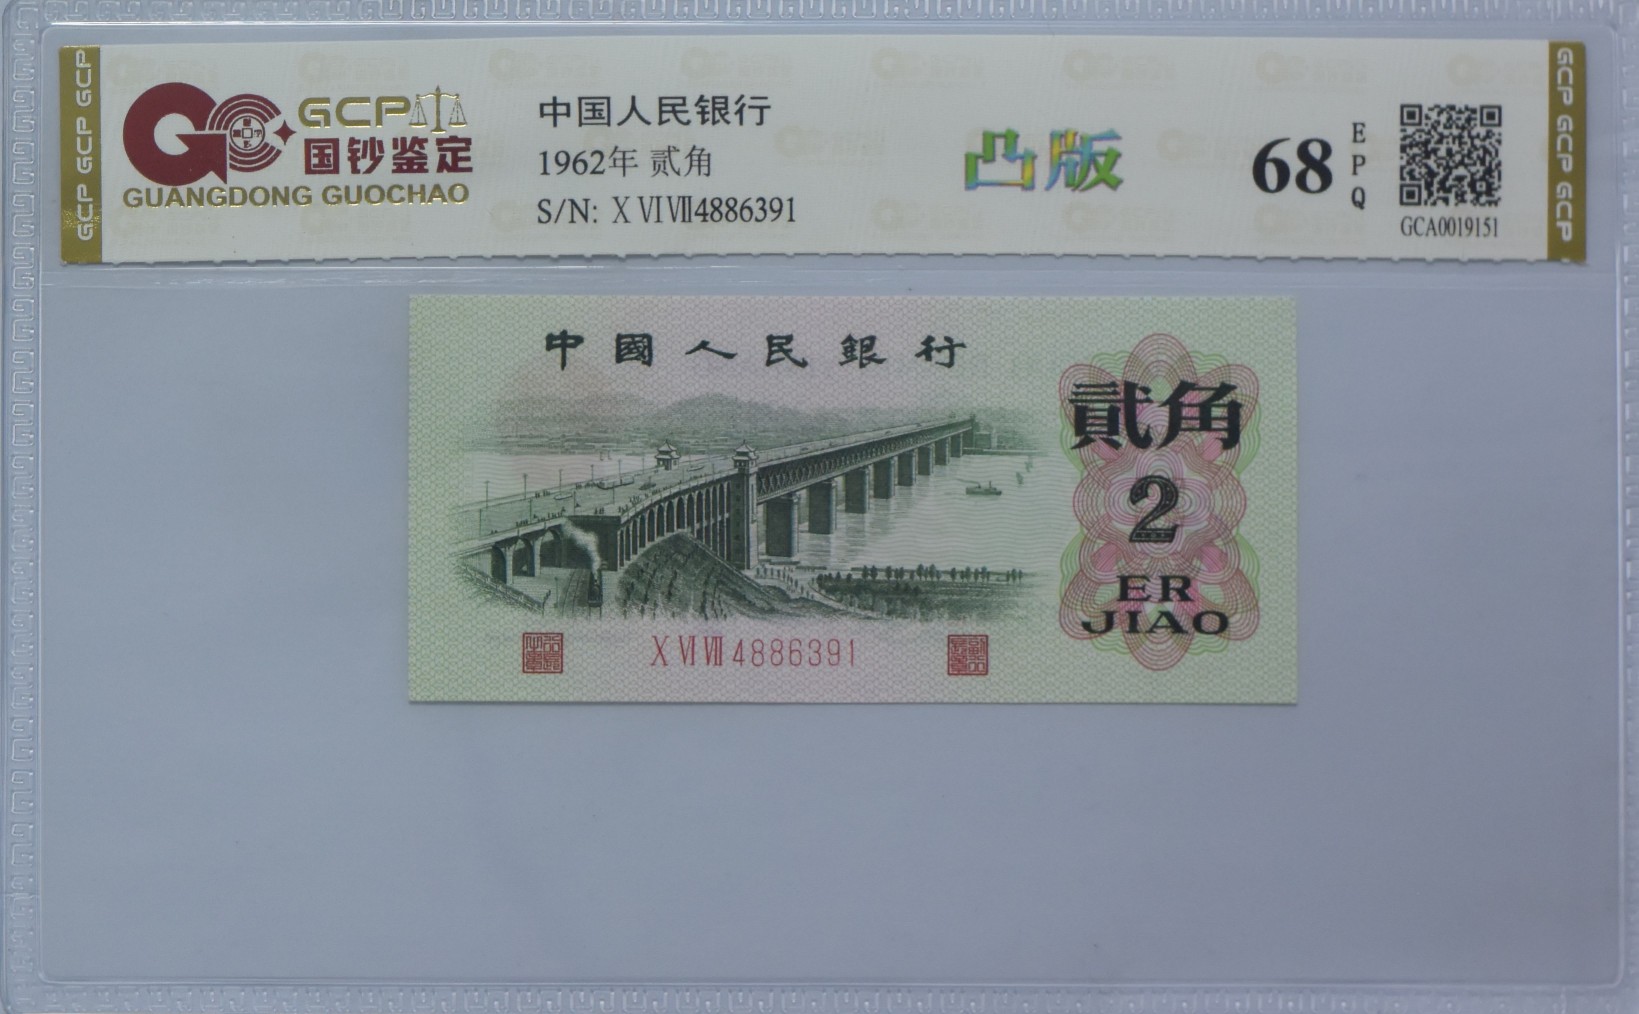 GCP GCP GCP
GCP
国钞鉴定
GUANGDONG GUOCHAO
中国人民银行
1962年 贰角
S/N: X VI VII4886391
凸版
68
EPQ
GCA0019151
GCP GCP GCP
中國人民銀行
貳角
2
ER
JIAO
X VI VII 4886391